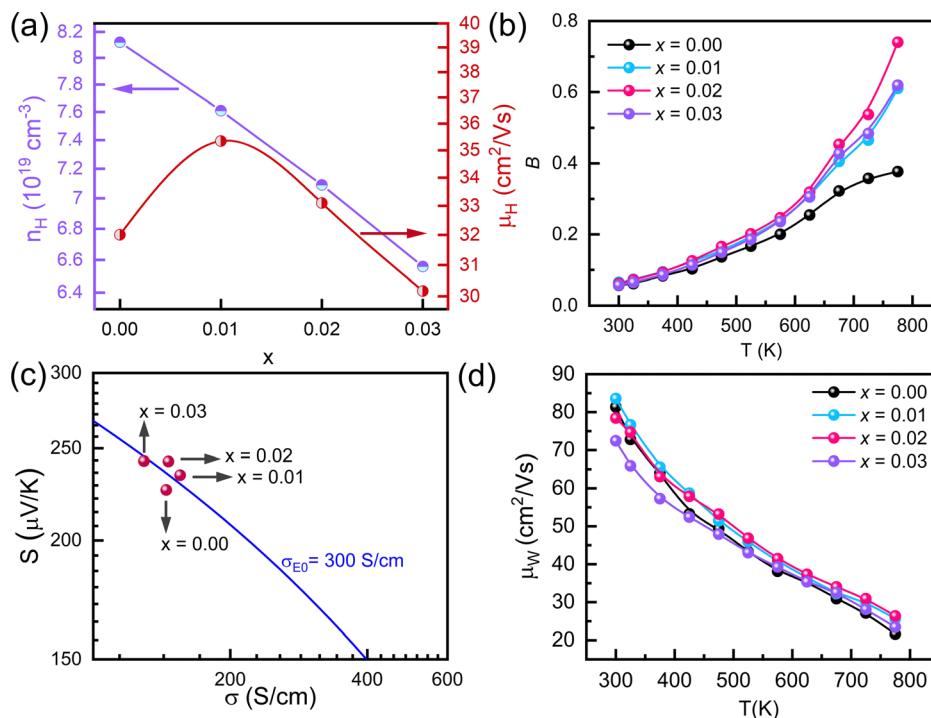 (a)
n_H (10^19 cm^-3)
8.2
8
7.8
7.6
7.4
7.2
7
6.8
6.6
6.4
40
39
38
37
36
35
34
33
32
31
30
μ_H (cm²/Vs)
0.00
0.01
0.02
0.03
x
(b)
x = 0.00
x = 0.01
x = 0.02
x = 0.03
B
0.8
0.6
0.4
0.2
0.0
300
400
500
600
700
800
T (K)
(c)
S (μV/K)
300
250
200
150
x = 0.03
x = 0.02
x = 0.01
x = 0.00
σ_E0= 300 S/cm
200
400
600
σ (S/cm)
(d)
x = 0.00
x = 0.01
x = 0.02
x = 0.03
μ_W (cm²/Vs)
90
80
70
60
50
40
30
20
300
400
500
600
700
800
T(K)